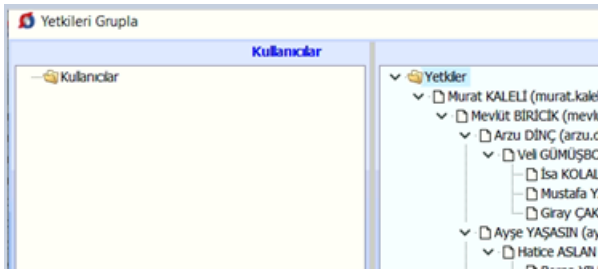 Yetkileri Grupla
Kullanıcılar
Kullanıcılar
Yetkiler
Murat KALELİ (murat.kale
Mevlüt BİRİCİK (mevl
Arzu DİNÇ (arzu.
Veli GÜMÜŞBO
İsa KOLAL
Mustafa Y
Giray ÇAK
Ayşe YAŞASIN (ay
Hatice ASLAN